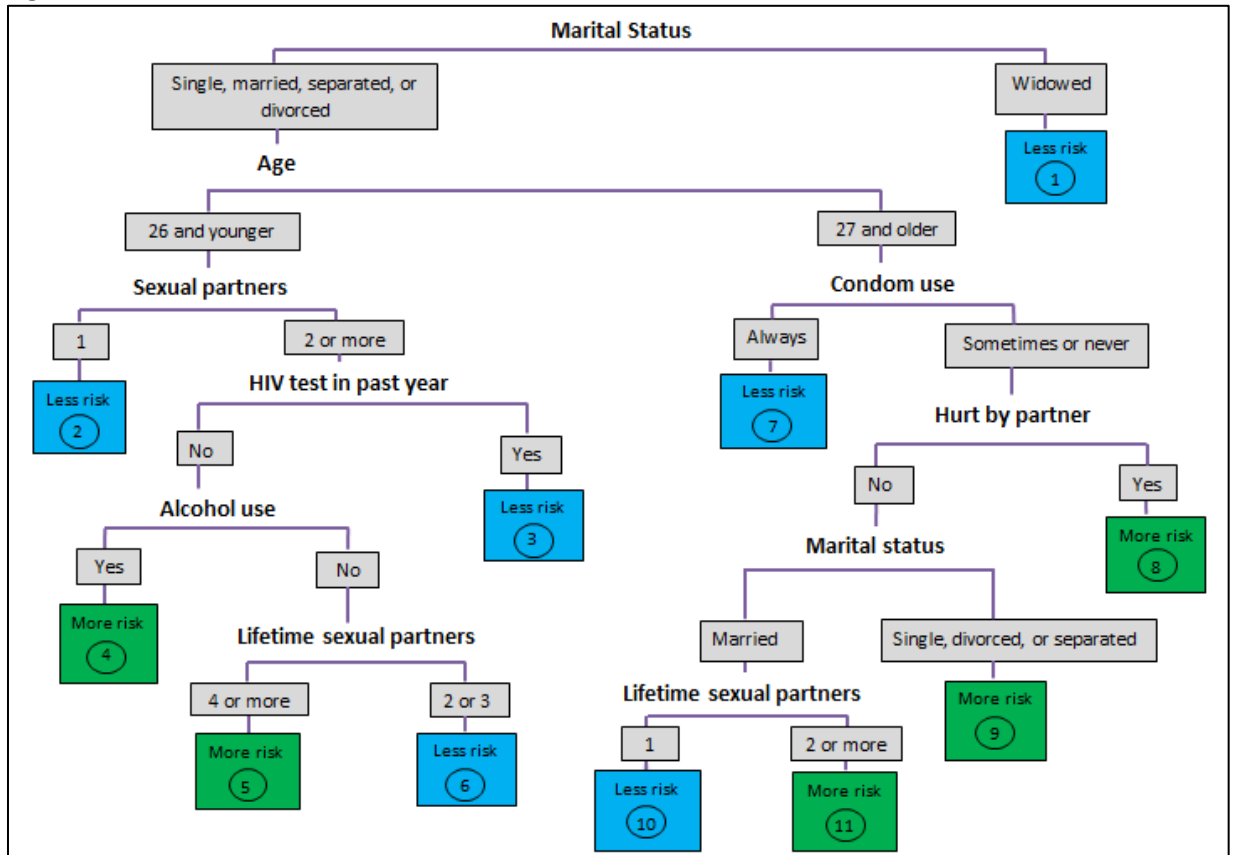 Marital Status
Single, married, separated, or
divorced
Widowed
Less risk
1
Age
26 and younger
27 and older
Sexual partners
Condom use
1
2 or more
Always
Sometimes or never
Less risk
2
HIV test in past year
Less risk
7
Hurt by partner
No
Yes
No
Yes
Alcohol use
Less risk
3
Marital status
More risk
8
Yes
No
More risk
4
Lifetime sexual partners
Married
Single, divorced, or separated
4 or more
2 or 3
Lifetime sexual partners
More risk
9
More risk
5
Less risk
6
1
2 or more
Less risk
10
More risk
11